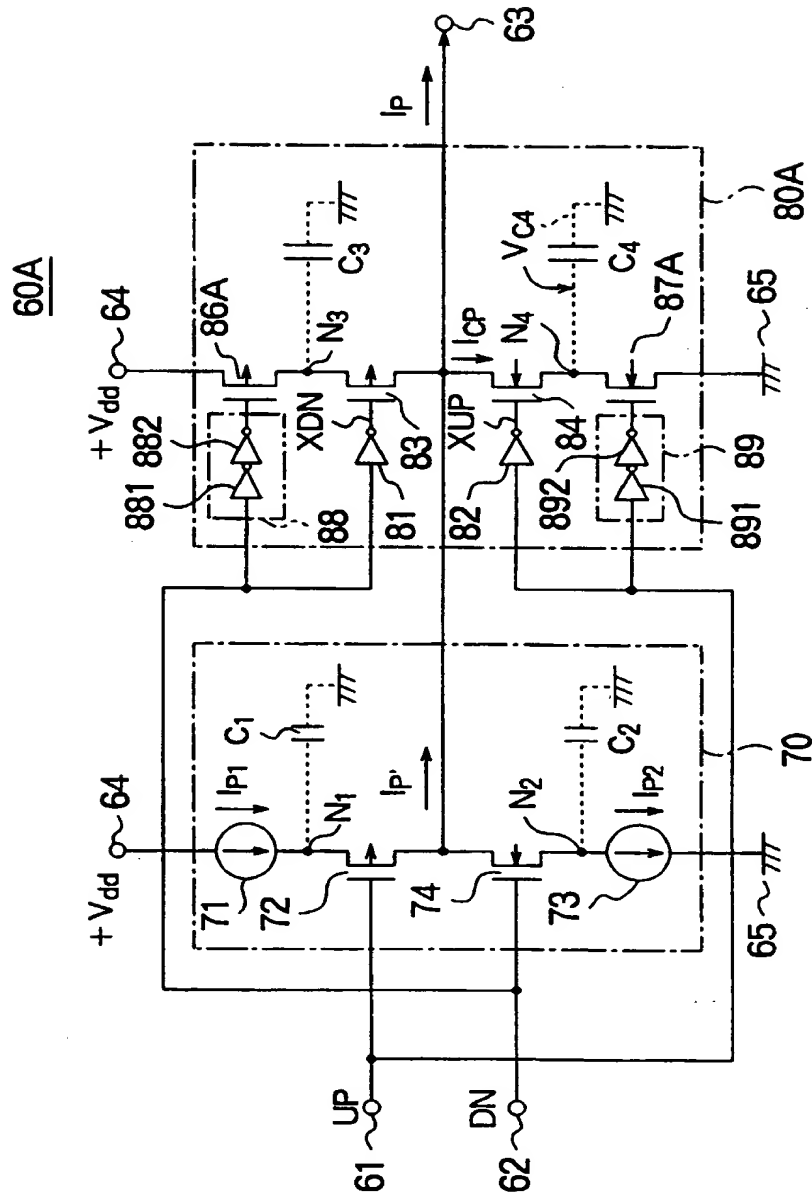 60A
+ Vdd
64
71
IP1
N1
C1
72
IP'
74
N2
C2
73
IP2
65
70
UP
61
DN
62
+ Vdd
64
881
882
86A
88
N3
C3
XDN
81
83
IP
63
ICP
XUP
82
84
N4
VC4
C4
87A
892
891
89
65
80A